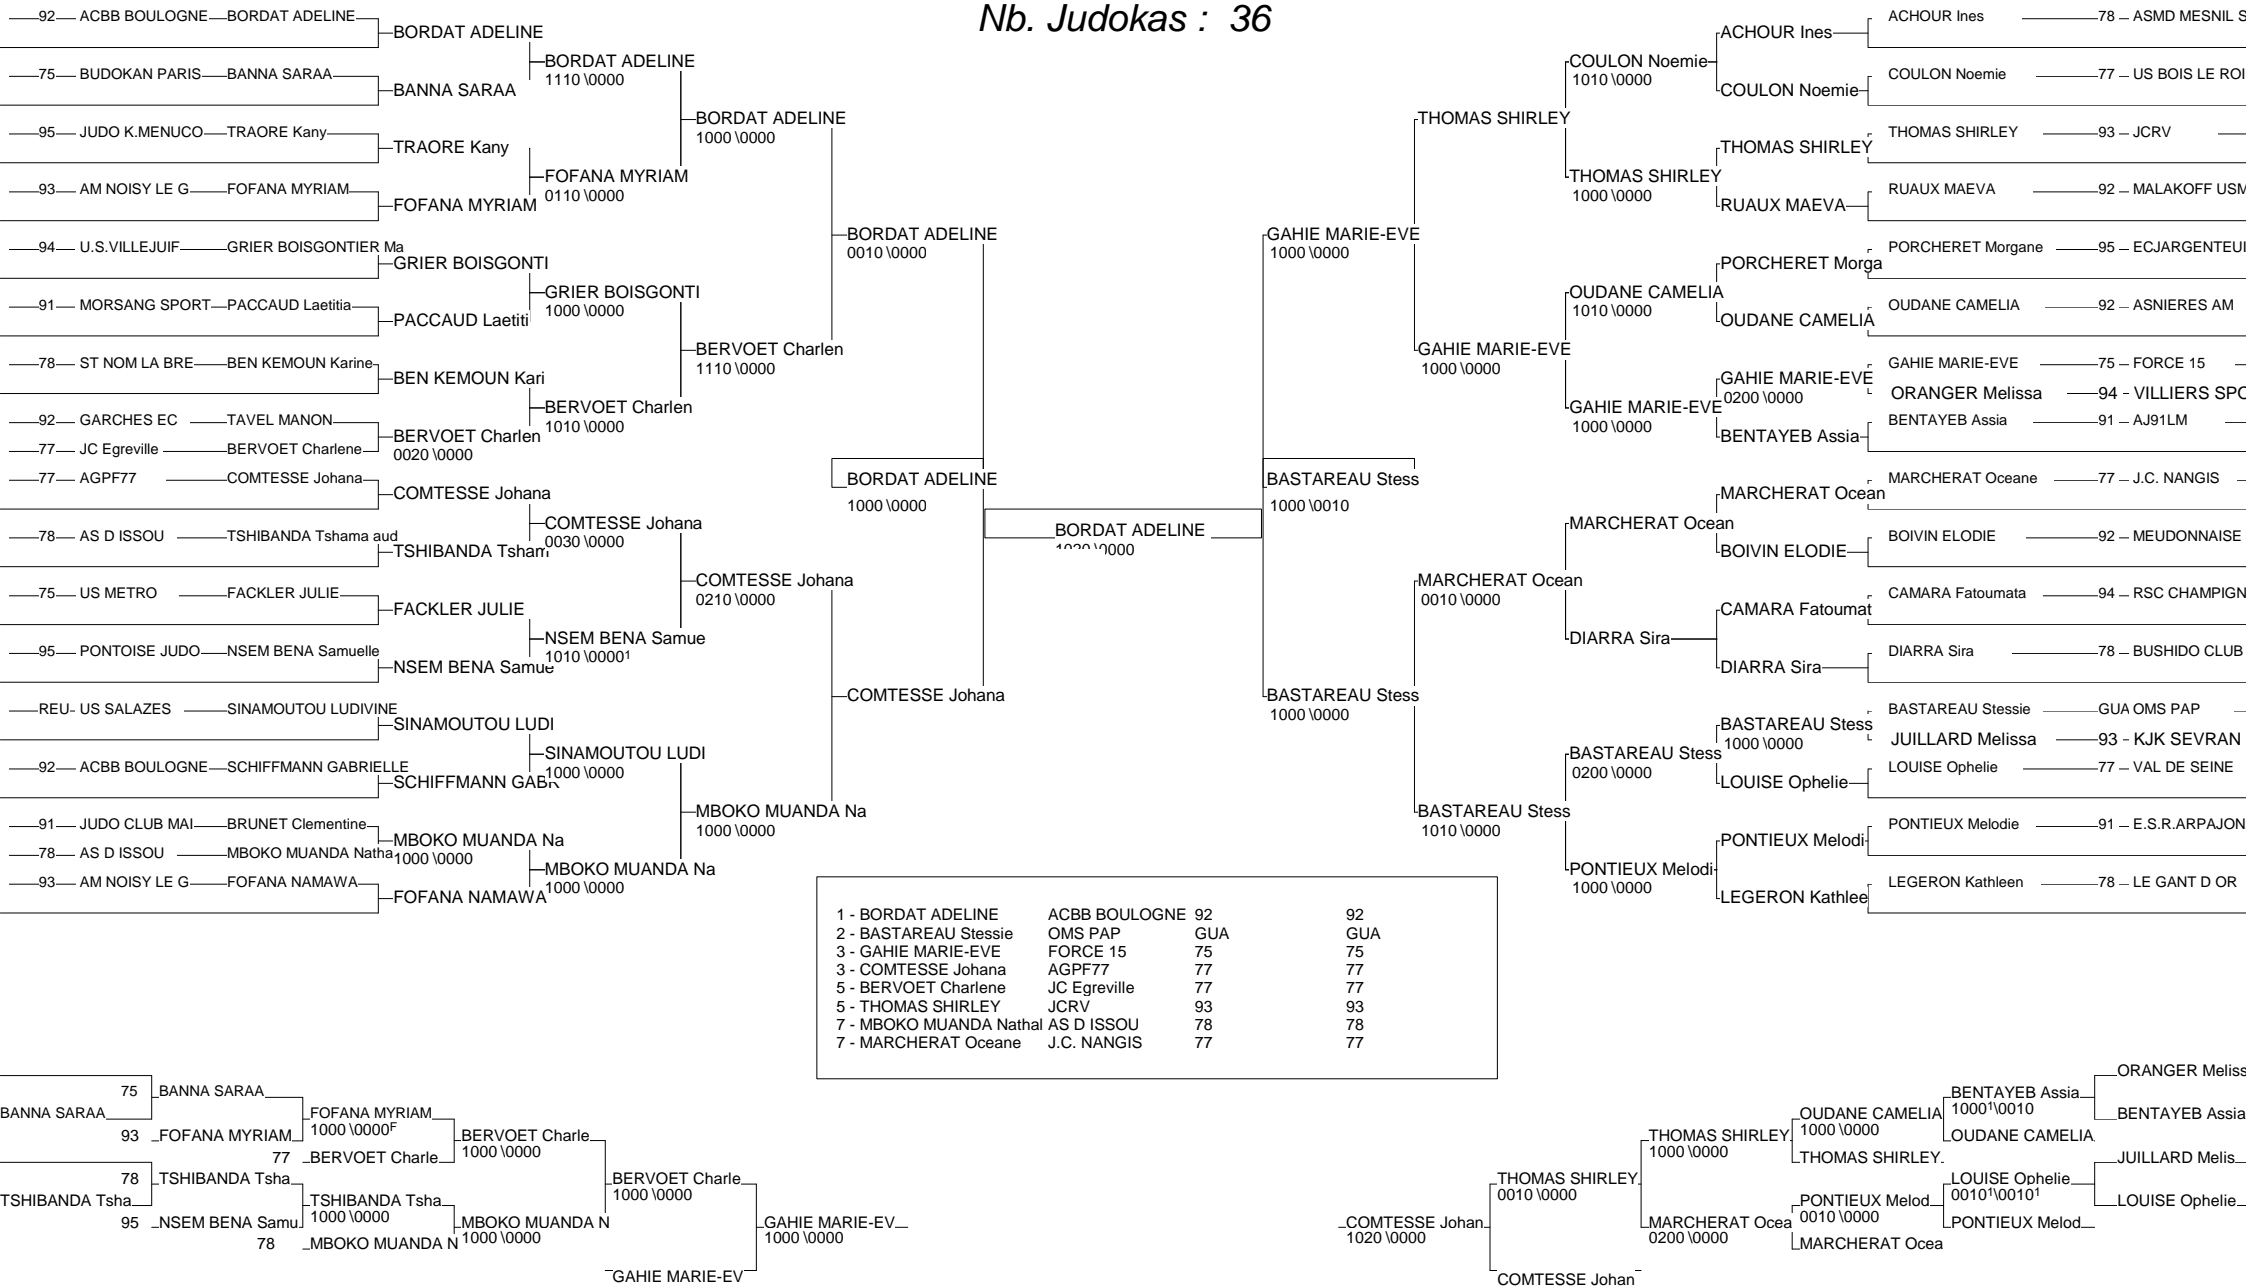 Nb. Judokas : 36
92 ACBB BOULOGNE BORDAT ADELINE
75 BUDOKAN PARIS BANNA SARAA
95 JUDO K.MENUCO TRAORE Kany
93 AM NOISY LE G FOFANA MYRIAM
94 U.S.VILLEJUIF GRIER BOISGONTIER Ma
91 MORSANG SPORT PACCAUD Laetitia
78 ST NOM LA BRE BEN KEMOUN Karine
92 GARCHES EC TAVEL MANON
77 JC Egreville BERVOET Charlene
77 AGPF77 COMTESSE Johana
78 AS D ISSOU TSHIBANDA Tshama aud
75 US METRO FACKLER JULIE
95 PONTOISE JUDO NSEM BENA Samuelle
REU- US SALAZES SINAMOUTOU LUDIVINE
92 ACBB BOULOGNE SCHIFFMANN GABRIELLE
91 JUDO CLUB MAI BRUNET Clementine
78 AS D ISSOU MBOKO MUANDA Natha
93 AM NOISY LE G FOFANA NAMAWA
BORDAT ADELINE
BANNA SARAA
TRAORE Kany
FOFANA MYRIAM
GRIER BOISGONTI
PACCAUD Laetiti
BEN KEMOUN Kari
BERVOET Charlen
0020 \0000
COMTESSE Johana
TSHIBANDA Tsham
FACKLER JULIE
NSEM BENA Samue
SINAMOUTOU LUDI
SCHIFFMANN GABR
MBOKO MUANDA Na
1000 \0000
FOFANA NAMAWA
BORDAT ADELINE
1110 \0000
FOFANA MYRIAM
0110 \0000
GRIER BOISGONTI
1000 \0000
BERVOET Charlen
1010 \0000
COMTESSE Johana
0030 \0000
NSEM BENA Samue
1010 \0000¹
SINAMOUTOU LUDI
1000 \0000
MBOKO MUANDA Na
1000 \0000
BORDAT ADELINE
1000 \0000
BERVOET Charlen
1110 \0000
COMTESSE Johana
0210 \0000
MBOKO MUANDA Na
1000 \0000
BORDAT ADELINE
0010 \0000
BORDAT ADELINE
1000 \0000
COMTESSE Johana
BORDAT ADELINE
1020 \0000
GAHIE MARIE-EVE
1000 \0000
BASTAREAU Stess
1000 \0010
BASTAREAU Stess
1000 \0000
THOMAS SHIRLEY
GAHIE MARIE-EVE
1000 \0000
MARCHERAT Ocean
0010 \0000
BASTAREAU Stess
1010 \0000
COULON Noemie
1010 \0000
THOMAS SHIRLEY
1000 \0000
OUDANE CAMELIA
1010 \0000
GAHIE MARIE-EVE
1000 \0000
MARCHERAT Ocean
DIARRA Sira
BASTAREAU Stess
0200 \0000
PONTIEUX Melodi
1000 \0000
ACHOUR Ines
COULON Noemie
THOMAS SHIRLEY
RUAUX MAEVA
PORCHERET Morga
OUDANE CAMELIA
GAHIE MARIE-EVE
0200 \0000
BENTAYEB Assia
MARCHERAT Ocean
BOIVIN ELODIE
CAMARA Fatoumat
DIARRA Sira
BASTAREAU Stess
1000 \0000
LOUISE Ophelie
PONTIEUX Melodi
LEGERON Kathlee
ACHOUR Ines 78 – ASMD MESNIL S
COULON Noemie 77 – US BOIS LE ROI
THOMAS SHIRLEY 93 – JCRV
RUAUX MAEVA 92 – MALAKOFF USM
PORCHERET Morgane 95 – ECJARGENTEUI
OUDANE CAMELIA 92 – ASNIERES AM
GAHIE MARIE-EVE 75 – FORCE 15
ORANGER Melissa 94 - VILLIERS SPO
BENTAYEB Assia 91 – AJ91LM
MARCHERAT Oceane 77 – J.C. NANGIS
BOIVIN ELODIE 92 – MEUDONNAISE
CAMARA Fatoumata 94 – RSC CHAMPIGN
DIARRA Sira 78 – BUSHIDO CLUB
BASTAREAU Stessie GUA OMS PAP
JUILLARD Melissa 93 - KJK SEVRAN
LOUISE Ophelie 77 – VAL DE SEINE
PONTIEUX Melodie 91 – E.S.R.ARPAJON
LEGERON Kathleen 78 – LE GANT D OR
1 - BORDAT ADELINE ACBB BOULOGNE 92 92
2 - BASTAREAU Stessie OMS PAP GUA GUA
3 - GAHIE MARIE-EVE FORCE 15 75 75
3 - COMTESSE Johana AGPF77 77 77
5 - BERVOET Charlene JC Egreville 77 77
5 - THOMAS SHIRLEY JCRV 93 93
7 - MBOKO MUANDA Nathal AS D ISSOU 78 78
7 - MARCHERAT Oceane J.C. NANGIS 77 77
BANNA SARAA
TSHIBANDA Tsha
75 BANNA SARAA
93 FOFANA MYRIAM
78 TSHIBANDA Tsha
95 NSEM BENA Samu
FOFANA MYRIAM
1000 \0000F
77 BERVOET Charle
TSHIBANDA Tsha
1000 \0000
78 MBOKO MUANDA N
BERVOET Charle
1000 \0000
MBOKO MUANDA N
1000 \0000
BERVOET Charle
1000 \0000
GAHIE MARIE-EV
GAHIE MARIE-EV
1000 \0000
COMTESSE Johan
1020 \0000
THOMAS SHIRLEY
0010 \0000
COMTESSE Johan
THOMAS SHIRLEY
1000 \0000
MARCHERAT Ocea
0200 \0000
OUDANE CAMELIA
1000 \0000
THOMAS SHIRLEY
PONTIEUX Melod
0010 \0000
MARCHERAT Ocea
BENTAYEB Assia
1000¹\0010
OUDANE CAMELIA
LOUISE Ophelie
0010¹\0010¹
PONTIEUX Melod
ORANGER Meliss
BENTAYEB Assia
JUILLARD Melis
LOUISE Ophelie